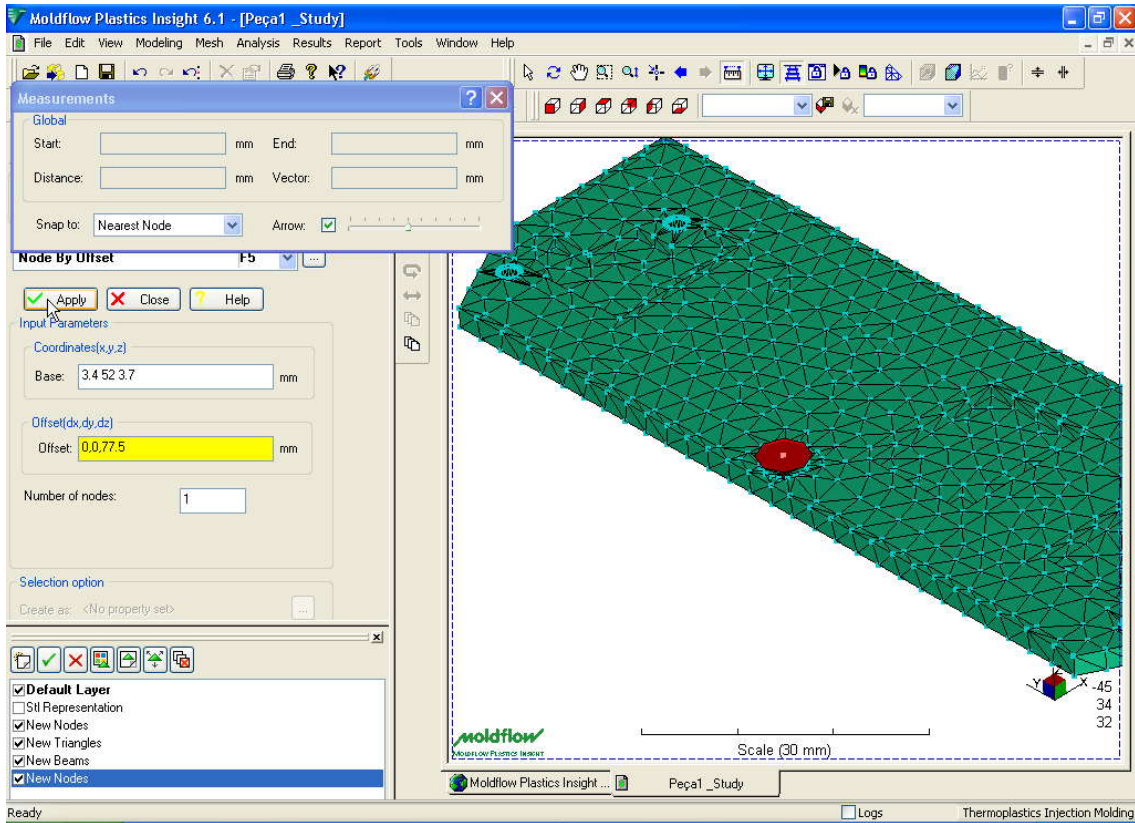 Moldflow Plastics Insight 6.1 - [Peça1 _Study]
File Edit View Modeling Mesh Analysis Results Report Tools Window Help
Measurements
Global
Start: mm End: mm
Distance: mm Vector: mm
Snap to: Nearest Node Arrow:
Node By Offset F5 ...
Apply Close ? Help
Input Parameters
Coordinates(x,y,z)
Base: 3.4 52 3.7 mm
Offset(dx,dy,dz)
Offset: 0,0,77.5 mm
Number of nodes: 1
Selection option
Create as: <No property set> ...
Default Layer
Stl Representation
New Nodes
New Triangles
New Beams
New Nodes
Y Z X
-45
34
32
moldflow
MOLDFLOW PLASTICS INSIGHT
Scale (30 mm)
Moldflow Plastics Insight ... Peça1 _Study
Ready Logs Thermoplastics Injection Molding